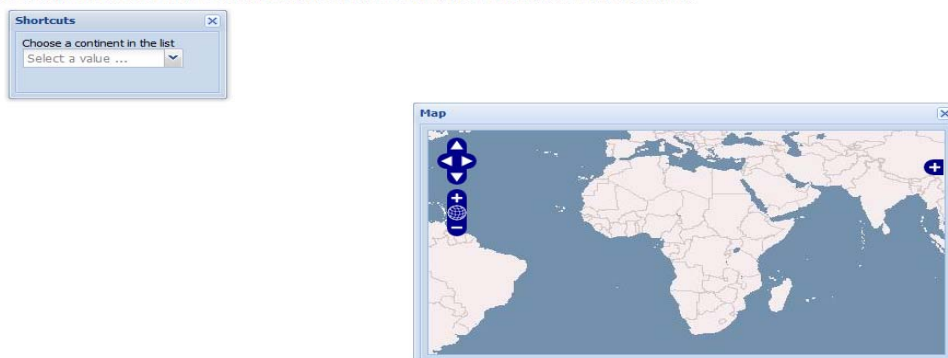 Shortcuts
Choose a continent in the list
Select a value ...
Map